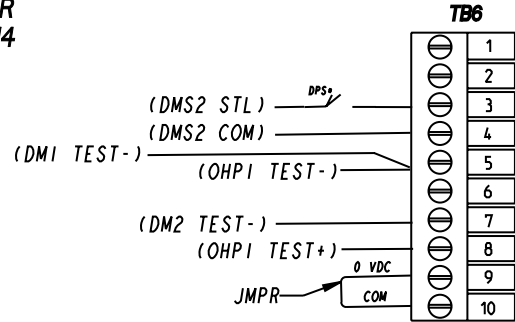 TB6
1
2
DPS.
(DMS2 STL) 3
(DMS2 COM) 4
(DM1 TEST-) 5
(OHP1 TEST-)
6
(DM2 TEST-) 7
(OHP1 TEST+) 8
0 VDC 9
JMPR COM 10